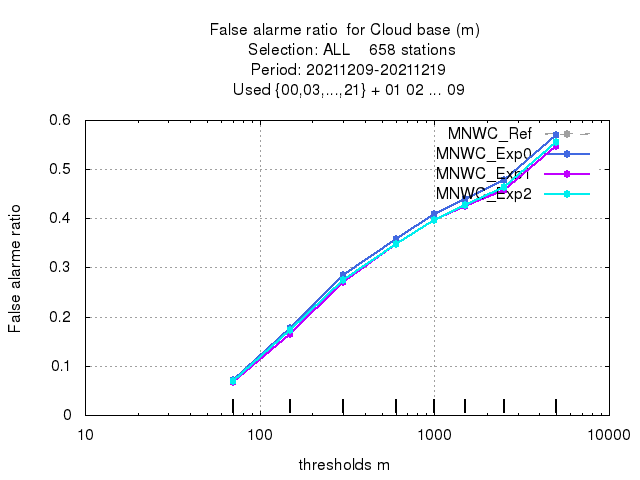 False alarme ratio  for Cloud base (m)
Selection: ALL    658 stations
Period: 20211209-20211219
Used {00,03,...,21} + 01 02 ... 09
MNWC_Ref
MNWC_Exp0
MNWC_Exp1
MNWC_Exp2
False alarme ratio
0.6
0.5
0.4
0.3
0.2
0.1
0
10
100
1000
10000
thresholds m